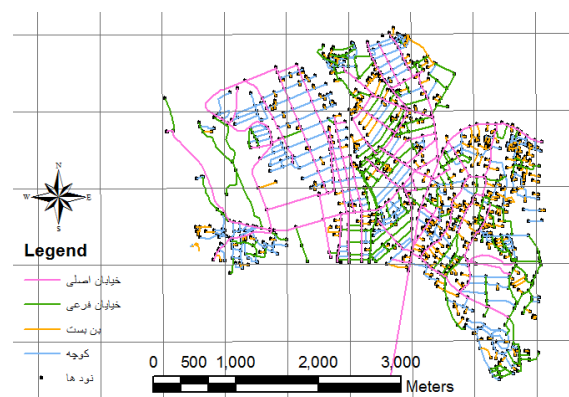 N
W
E
S
Legend
خیابان اصلی
خیابان فرعی
بن بست
کوچه
نود ها
0 500 1,000 2,000 3,000
Meters